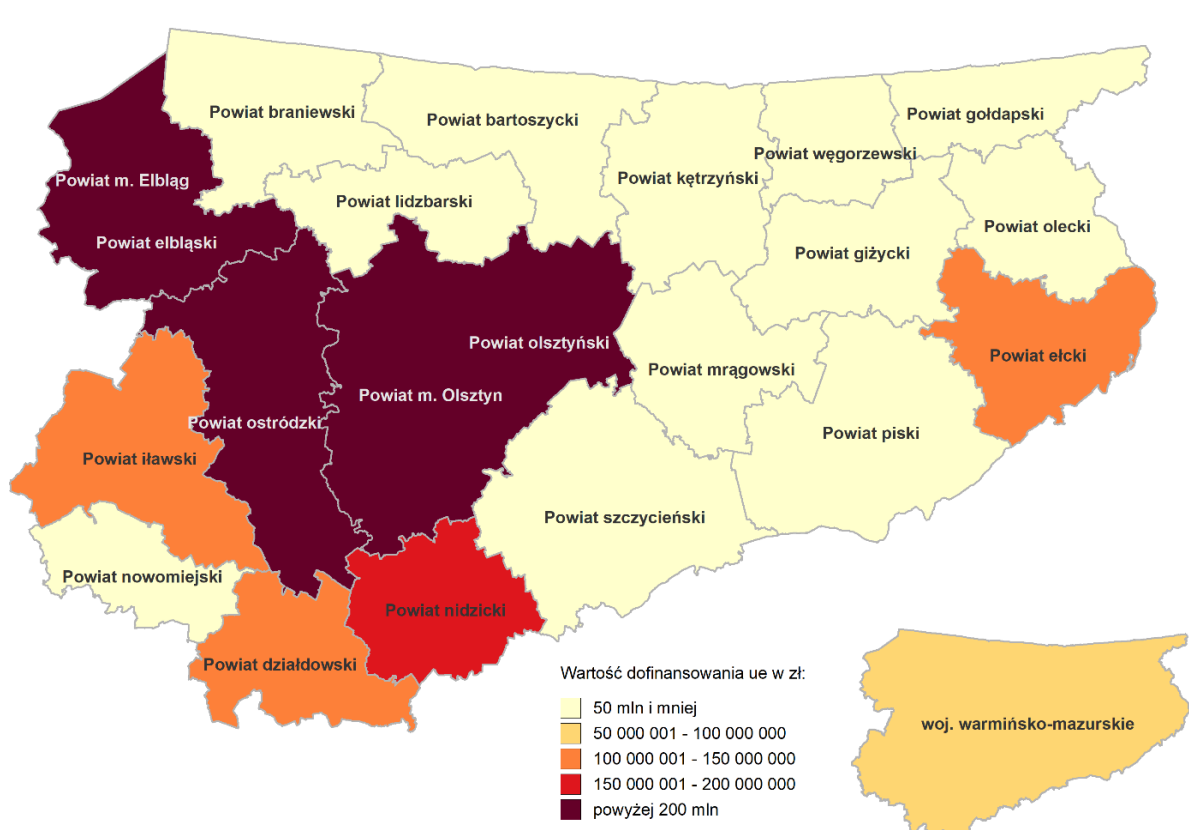 Powiat braniewski
Powiat bartoszycki
Powiat gołdapski
Powiat węgorzewski
Powiat m. Elbląg
Powiat kętrzyński
Powiat lidzbarski
Powiat olecki
Powiat elbląski
Powiat giżycki
Powiat olsztyński
Powiat ełcki
Powiat mrągowski
Powiat m. Olsztyn
Powiat ostródzki
Powiat piski
Powiat iławski
Powiat szczycieński
Powiat nowomiejski
Powiat nidzicki
Powiat działdowski
Wartość dofinansowania ue w zł:
50 mln i mniej
50 000 001 - 100 000 000
100 000 001 - 150 000 000
150 000 001 - 200 000 000
powyżej 200 mln
woj. warmińsko-mazurskie